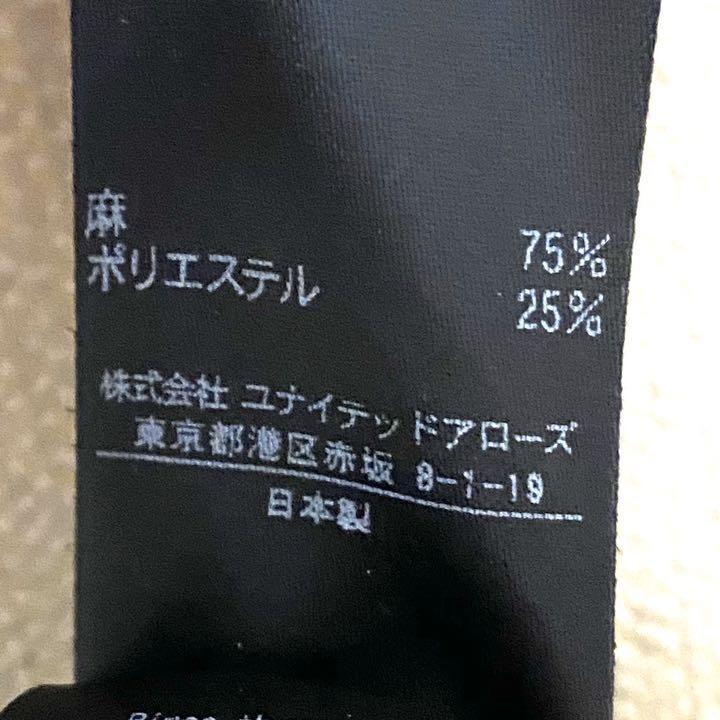 麻 75%
ポリエステル 25%
株式会社 ユナイテッドアローズ
東京都港区赤坂 8-1-19
日本製